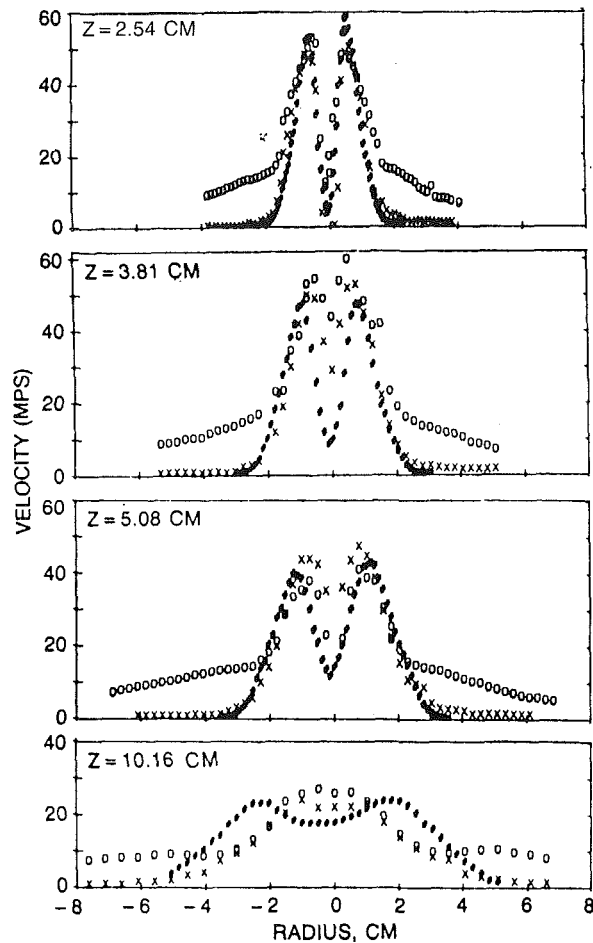 60
Z = 2.54 CM
40
20
0
60
Z = 3.81 CM
40
20
0
VELOCITY (MPS)
60
Z = 5.08 CM
40
20
0
40
Z = 10.16 CM
20
0
-8 -6 -4 -2 0 2 4 6 8
RADIUS, CM